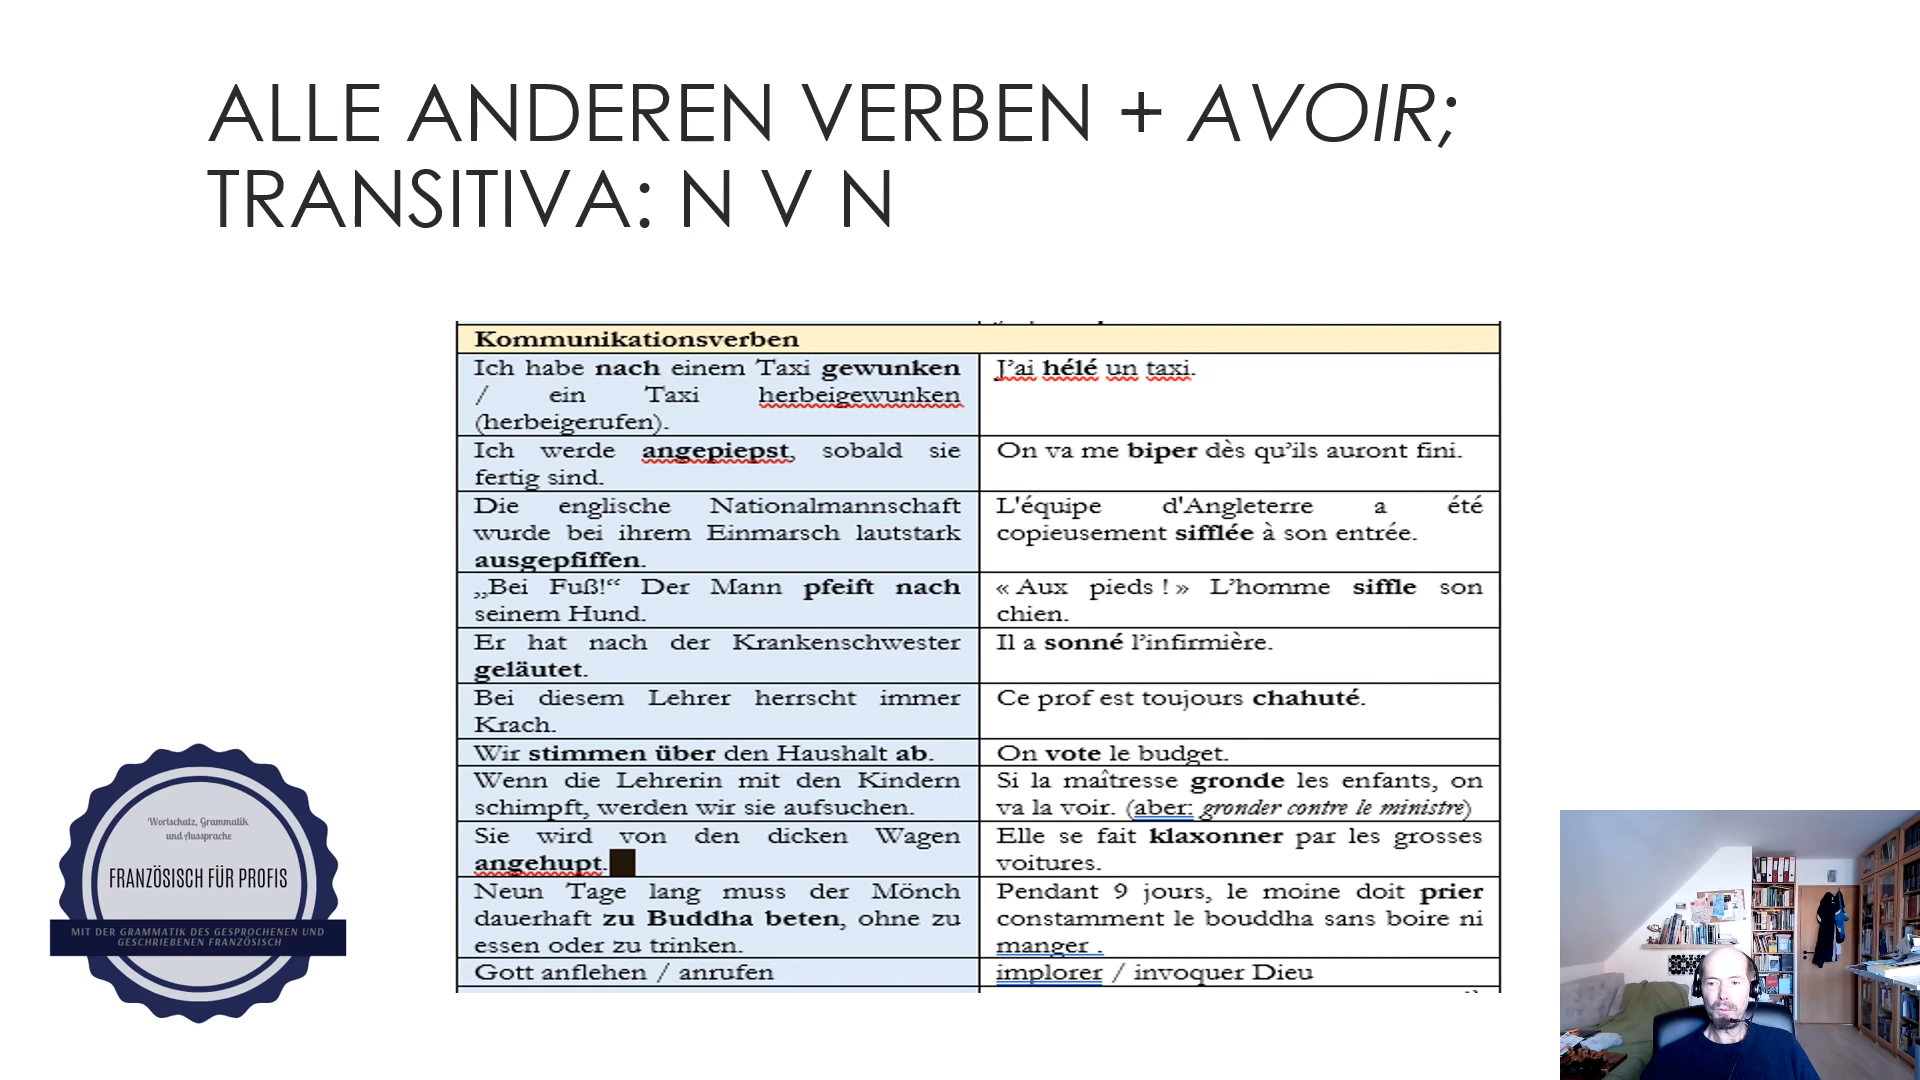 ALLE ANDEREN VERBEN + AVOIR;
TRANSITIVA: N V N
Kommunikationsverben
Ich habe nach einem Taxi gewunken
/ ein Taxi herbeigewunken
(herbeigerufen).
J'ai hélé un taxi.
Ich werde angepiepst, sobald sie
fertig sind.
On va me biper dès qu'ils auront fini.
Die englische Nationalmannschaft
wurde bei ihrem Einmarsch lautstark
ausgepfiffen.
L'équipe d'Angleterre a été
copieusement sifflée à son entrée.
„Bei Fuß!“ Der Mann pfeift nach
seinem Hund.
« Aux pieds ! » L'homme siffle son
chien.
Er hat nach der Krankenschwester
geläutet.
Il a sonné l'infirmière.
Bei diesem Lehrer herrscht immer
Krach.
Ce prof est toujours chahuté.
Wir stimmen über den Haushalt ab.
On vote le budget.
Wenn die Lehrerin mit den Kindern
schimpft, werden wir sie aufsuchen.
Si la maîtresse gronde les enfants, on
va la voir. (aber: gronder contre le ministre)
Sie wird von den dicken Wagen
angehupt.
Elle se fait klaxonner par les grosses
voitures.
Neun Tage lang muss der Mönch
dauerhaft zu Buddha beten, ohne zu
essen oder zu trinken.
Pendant 9 jours, le moine doit prier
constamment le bouddha sans boire ni
manger .
Gott anflehen / anrufen
implorer / invoquer Dieu
Wortschatz, Grammatik
und Aussprache
FRANZÖSISCH FÜR PROFIS
MIT DER GRAMMATIK DES GESPROCHENEN UND
GESCHRIEBENEN FRANZÖSISCH